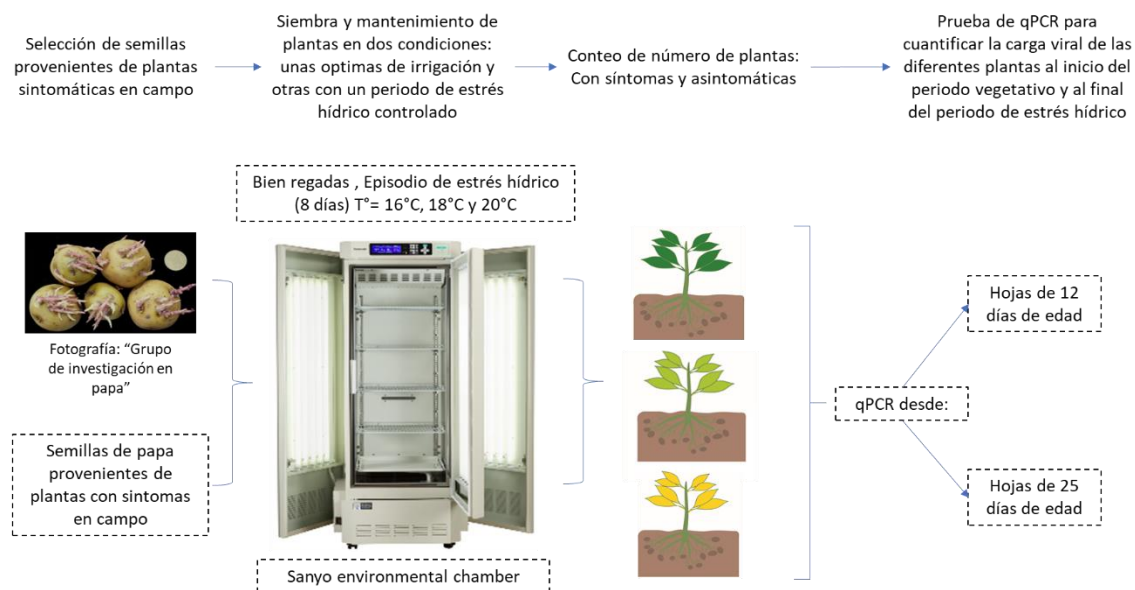 Selección de semillas
provenientes de plantas
sintomáticas en campo
Siembra y mantenimiento de
plantas en dos condiciones:
unas optimas de irrigación y
otras con un periodo de estrés
hídrico controlado
Conteo de número de plantas:
Con síntomas y asintomáticas
Prueba de qPCR para
cuantificar la carga viral de las
diferentes plantas al inicio del
periodo vegetativo y al final
del periodo de estrés hídrico
Bien regadas , Episodio de estrés hídrico
(8 días) T°= 16°C, 18°C y 20°C
Fotografía: “Grupo
de investigación en
papa”
Semillas de papa
provenientes de
plantas con sintomas
en campo
Sanyo environmental chamber
qPCR desde:
Hojas de 12
días de edad
Hojas de 25
días de edad